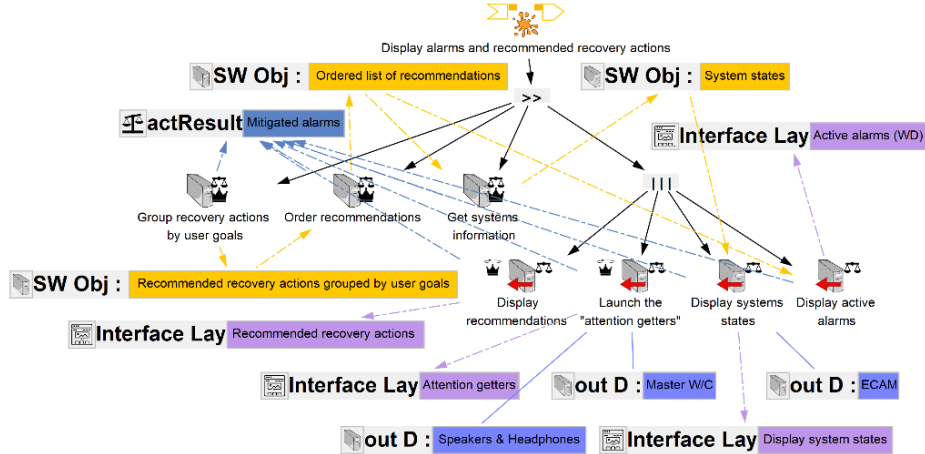 Display alarms and recommended recovery actions
SW Obj : Ordered list of recommendations
SW Obj : System states
>>
actResult Mitigated alarms
Interface Lay Active alarms (WD)
|||
Group recovery actions
by user goals
Order recommendations
Get systems
information
SW Obj : Recommended recovery actions grouped by user goals
Display
recommendations
Launch the
"attention getters"
Display systems
states
Display active
alarms
Interface Lay Recommended recovery actions
Interface Lay Attention getters
out D : Master W/C
out D : ECAM
out D : Speakers & Headphones
Interface Lay Display system states